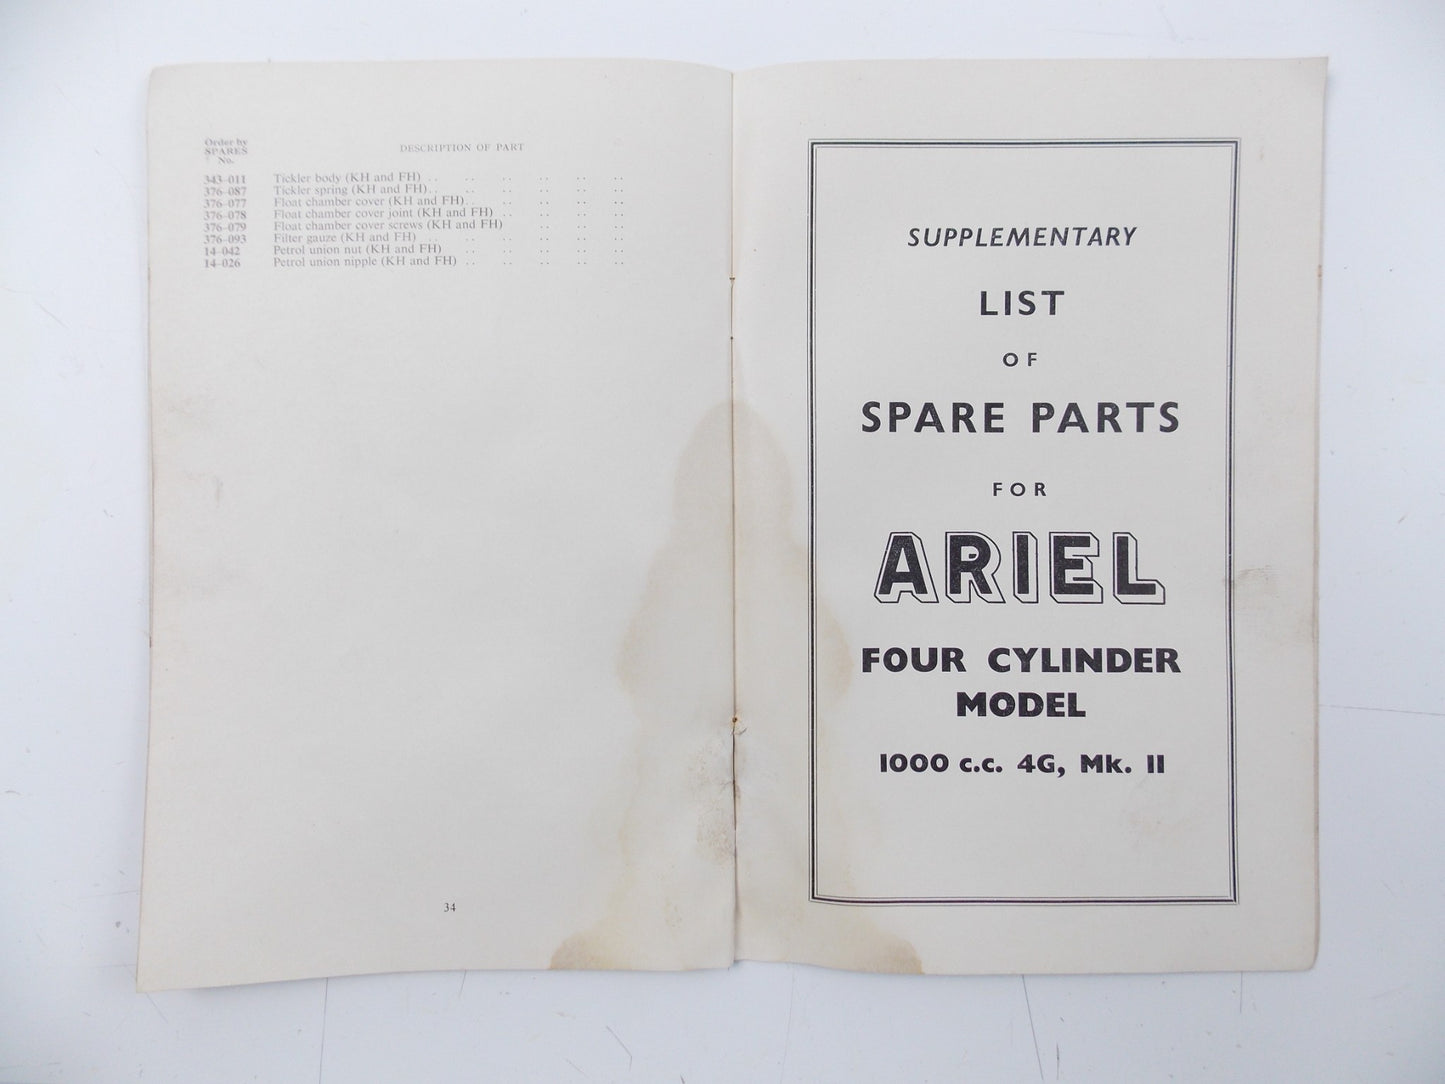 Order by
SPARES
No.
DESCRIPTION OF PART
343-011 Tickler body (KH and FH) .. .. .. .. .. ..
376-087 Tickler spring (KH and FH).. .. .. .. .. ..
376-077 Float chamber cover (KH and FH).. .. .. .. ..
376-078 Float chamber cover joint (KH and FH) .. .. .. ..
376-079 Float chamber cover screws (KH and FH) .. .. ..
376-093 Filter gauze (KH and FH) .. .. .. .. ..
14-042 Petrol union nut (KH and FH) .. .. .. .. ..
14-026 Petrol union nipple (KH and FH) .. .. .. .. ..
34
SUPPLEMENTARY
LIST
OF
SPARE PARTS
FOR
ARIEL
FOUR CYLINDER
MODEL
1000 c.c. 4G, Mk. II